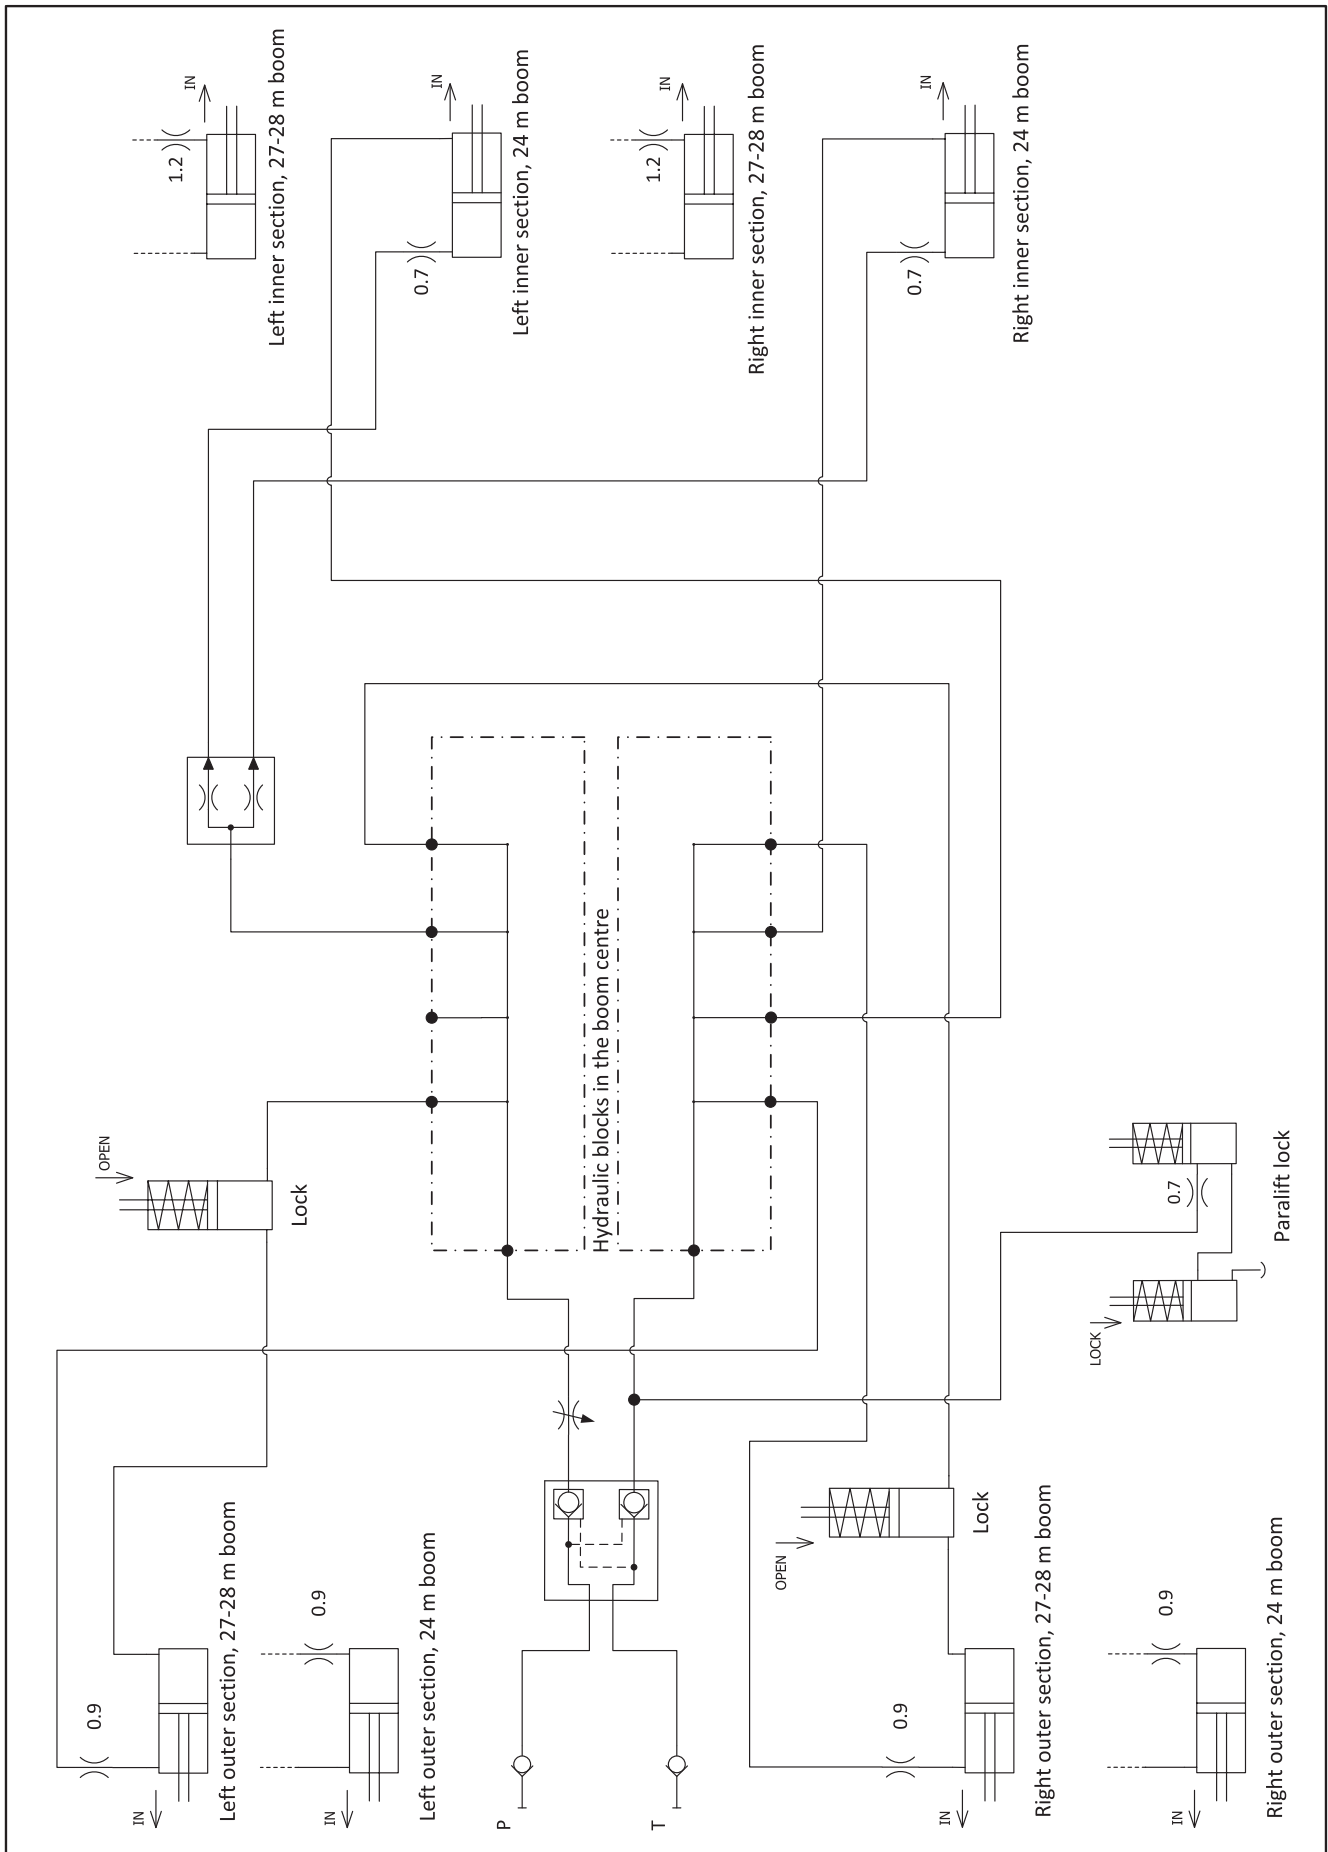 IN
1.2
Left inner section, 27-28 m boom
IN
0.7
Left inner section, 24 m boom
IN
1.2
Right inner section, 27-28 m boom
IN
0.7
Right inner section, 24 m boom
Hydraulic blocks in the boom centre
OPEN
Lock
0.7
LOCK
Paralift lock
OPEN
Lock
0.9
IN
Left outer section, 27-28 m boom
0.9
IN
Left outer section, 24 m boom
P
T
0.9
IN
Right outer section, 27-28 m boom
0.9
IN
Right outer section, 24 m boom